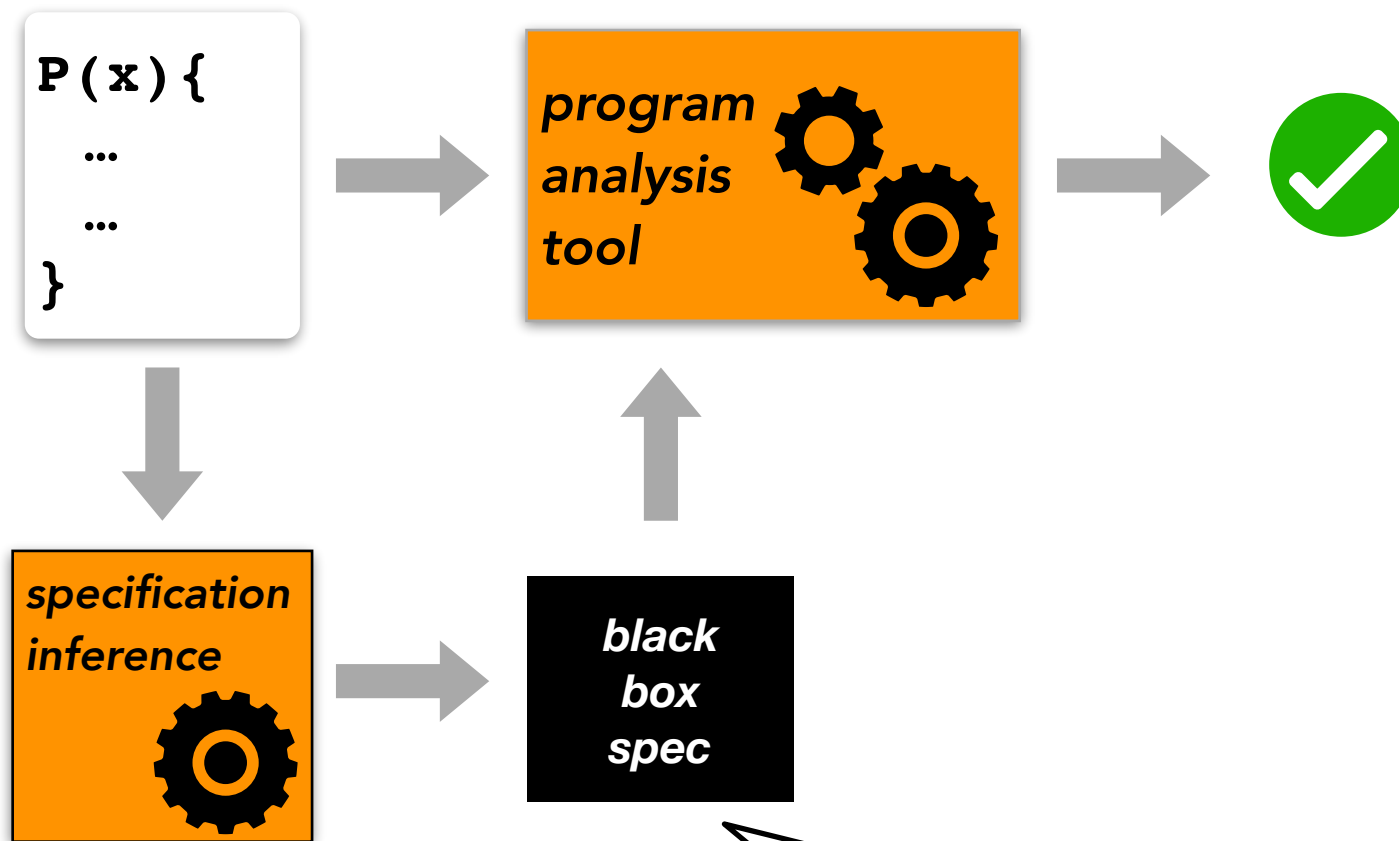 P(x){
…
…
}
program
analysis
tool
specification
inference
black
box
spec